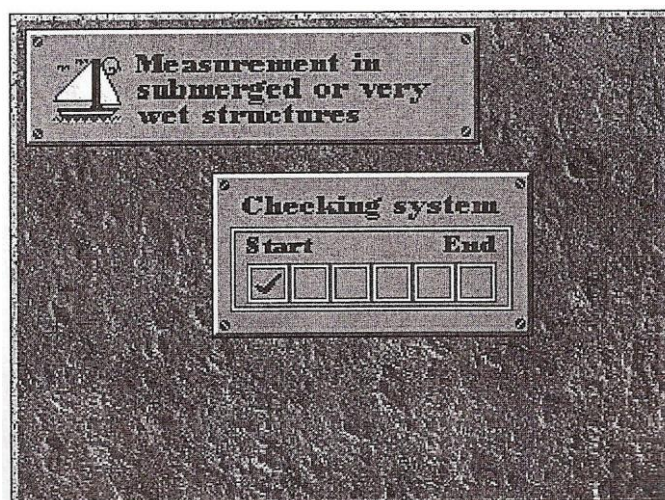 Measurement in
submerged or very
wet structures
Checking system
Start End